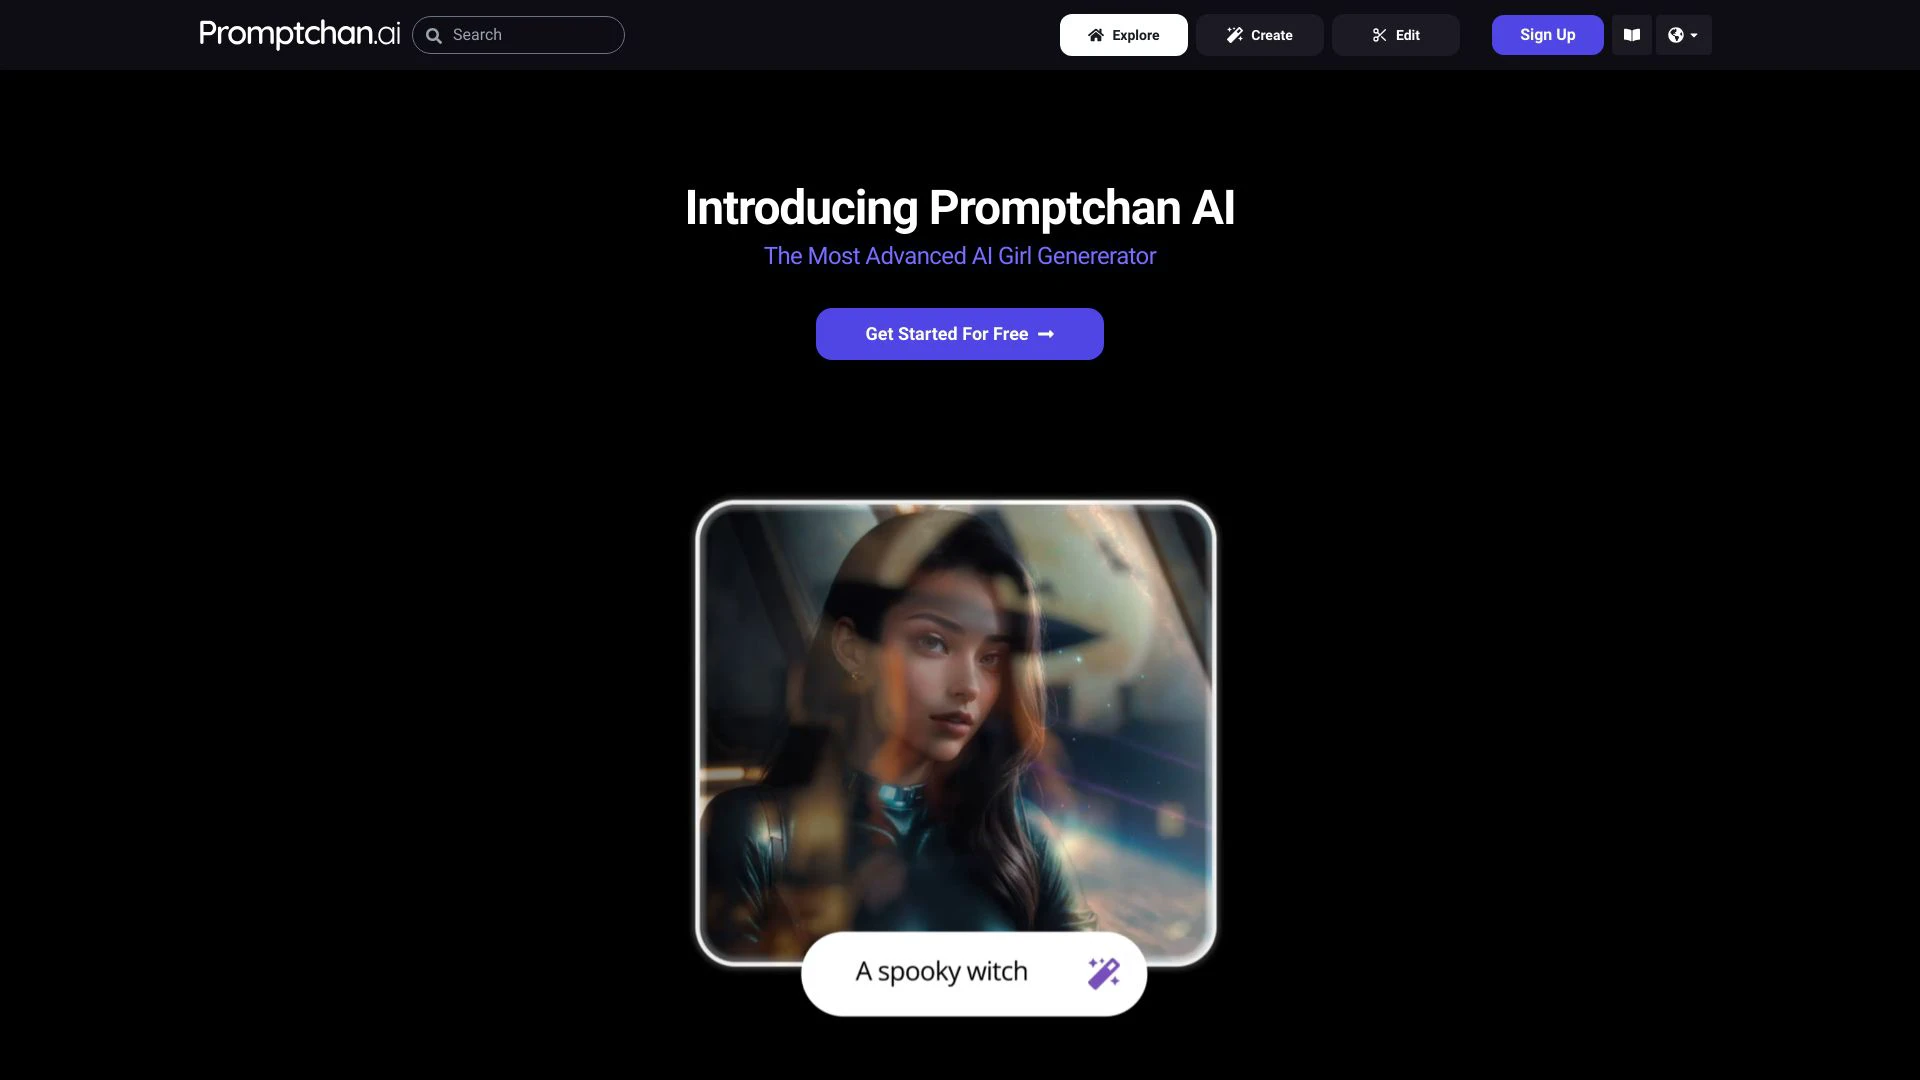 Promptchan.ai
Search
Explore
Create
Edit
Sign Up
Introducing Promptchan AI
The Most Advanced AI Girl Genererator
Get Started For Free
A spooky witch